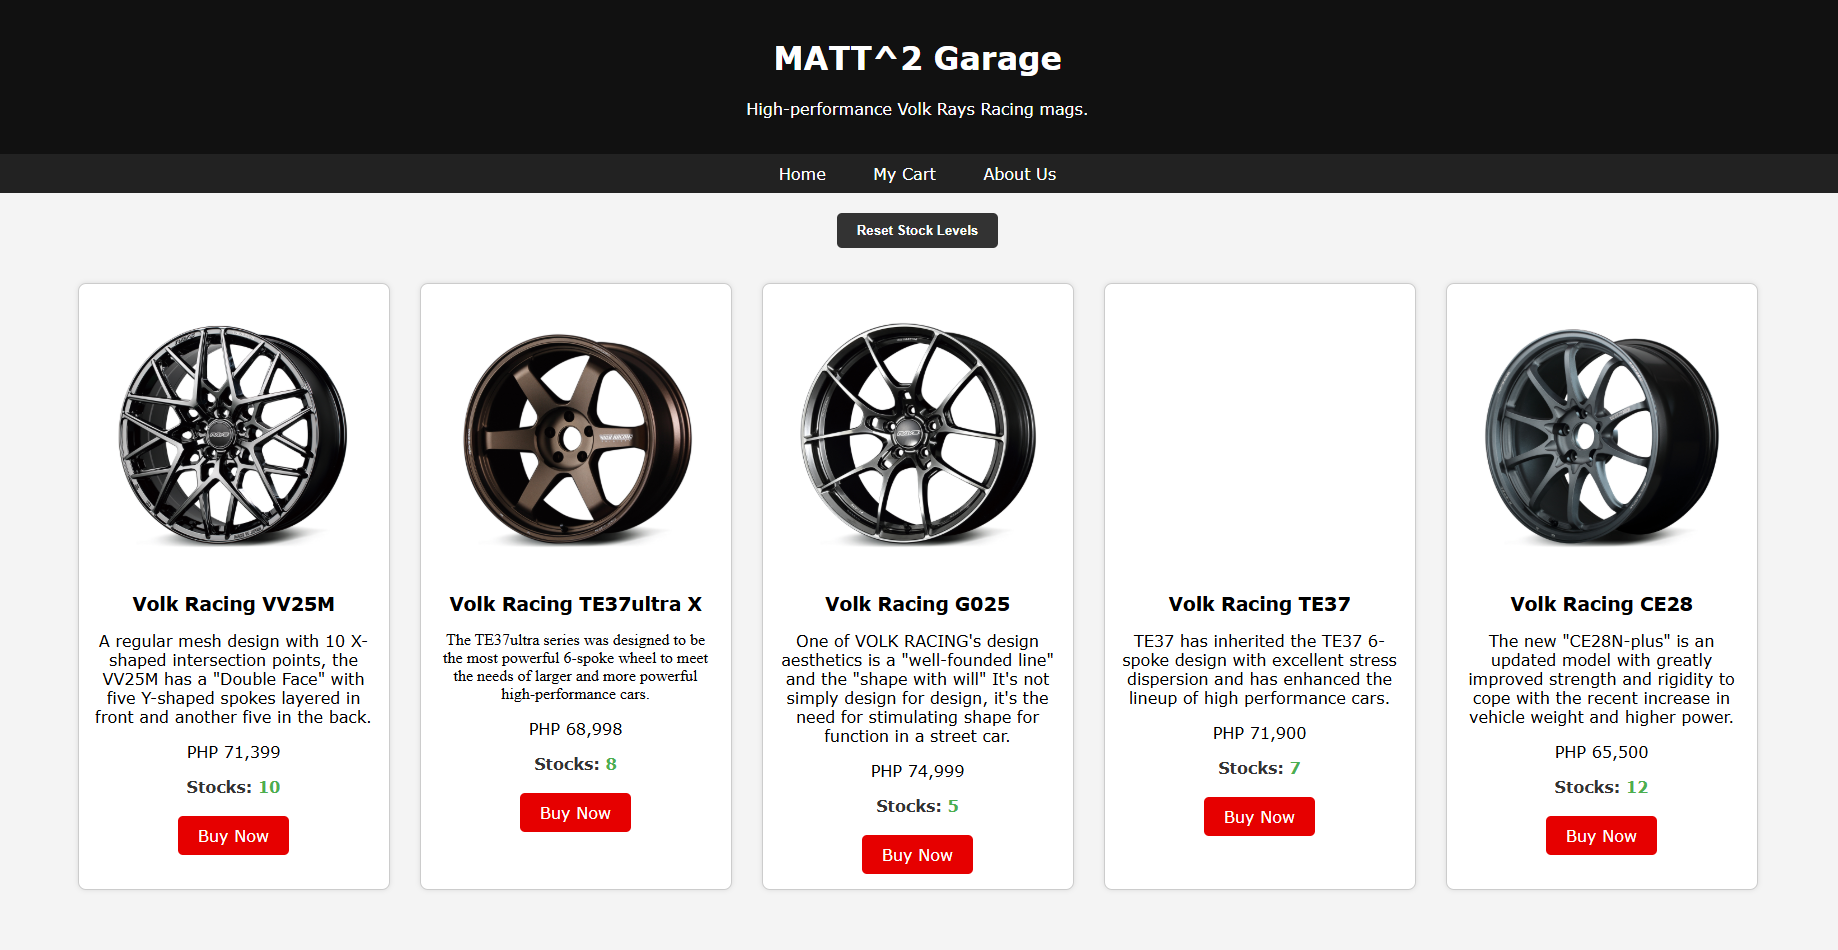 MATT^2 Garage
High-performance Volk Rays Racing mags.
Home My Cart About Us
Reset Stock Levels
Volk Racing VV25M
A regular mesh design with 10 X-
shaped intersection points, the
VV25M has a "Double Face" with
five Y-shaped spokes layered in
front and another five in the back.
PHP 71,399
Stocks: 10
Buy Now
VOLK RACING
Volk Racing TE37ultra X
The TE37ultra series was designed to be
the most powerful 6-spoke wheel to meet
the needs of larger and more powerful
high-performance cars.
PHP 68,998
Stocks: 8
Buy Now
Volk Racing G025
One of VOLK RACING's design
aesthetics is a "well-founded line"
and the "shape with will" It's not
simply design for design, it's the
need for stimulating shape for
function in a street car.
PHP 74,999
Stocks: 5
Buy Now
Volk Racing TE37
TE37 has inherited the TE37 6-
spoke design with excellent stress
dispersion and has enhanced the
lineup of high performance cars.
PHP 71,900
Stocks: 7
Buy Now
Volk Racing CE28
The new "CE28N-plus" is an
updated model with greatly
improved strength and rigidity to
cope with the recent increase in
vehicle weight and higher power.
PHP 65,500
Stocks: 12
Buy Now